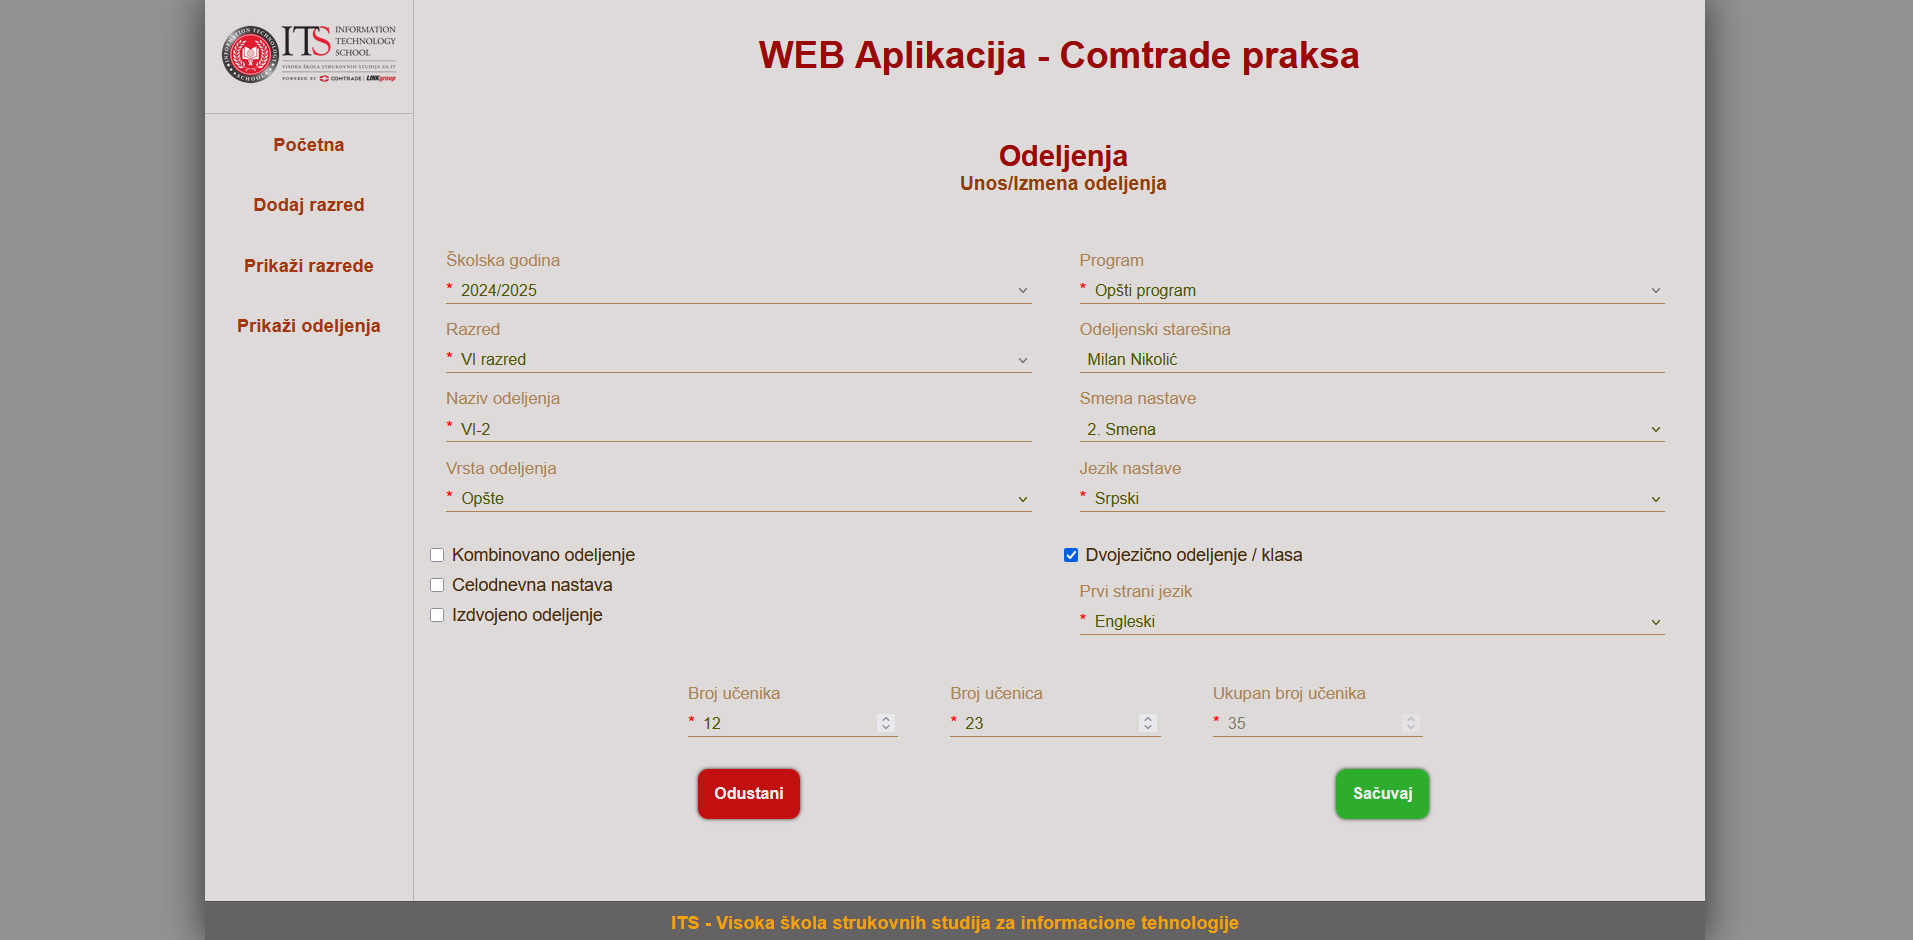 INFORMATION TECHNOLOGY
SCHOOL
ITS
INFORMATION
TECHNOLOGY
SCHOOL
VISOKA ŠKOLA STRUKOVNIH STUDIJA ZA IT
POWERED BY COMTRADE | LINKgroup
WEB Aplikacija - Comtrade praksa
Početna
Dodaj razred
Prikaži razrede
Prikaži odeljenja
Odeljenja
Unos/Izmena odeljenja
Školska godina
* 2024/2025
Program
* Opšti program
Razred
* VI razred
Odeljenski starešina
Milan Nikolić
Naziv odeljenja
* VI-2
Smena nastave
2. Smena
Vrsta odeljenja
* Opšte
Jezik nastave
* Srpski
Kombinovano odeljenje
Celodnevna nastava
Izdvojeno odeljenje
Dvojezično odeljenje / klasa
Prvi strani jezik
* Engleski
Broj učenika
* 12
Broj učenica
* 23
Ukupan broj učenika
* 35
Odustani
Sačuvaj
ITS - Visoka škola strukovnih studija za informacione tehnologije